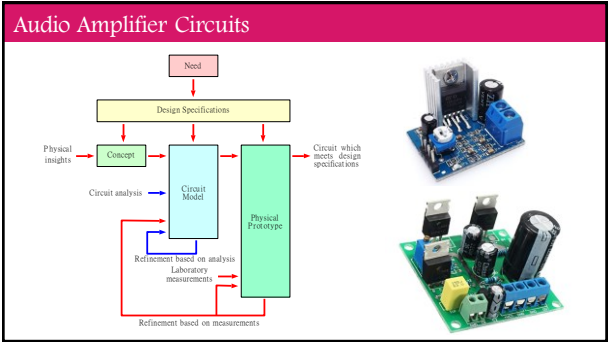 Audio Amplifier Circuits
Need
Design Specifications
Physical
insights
Concept
Circuit which
meets design
specifications
Circuit analysis
Circuit
Model
Physical
Prototype
Refinement based on analysis
Laboratory
measurements
Refinement based on measurements